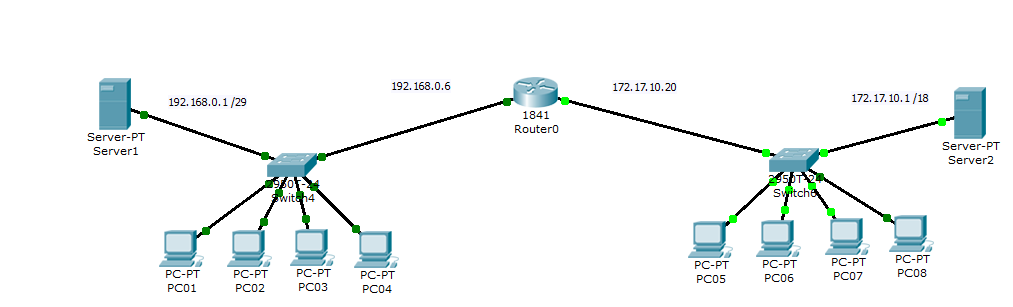 192.168.0.1 /29
192.168.0.6
172.17.10.20
172.17.10.1 /18
Server-PT
Server1
1841
Router0
Server-PT
Server2
2950T-24
Switch4
2950T-24
PC-PT
PC01
PC-PT
PC02
PC-PT
PC03
PC-PT
PC04
PC-PT
PC05
PC-PT
PC06
PC-PT
PC07
PC-PT
PC08